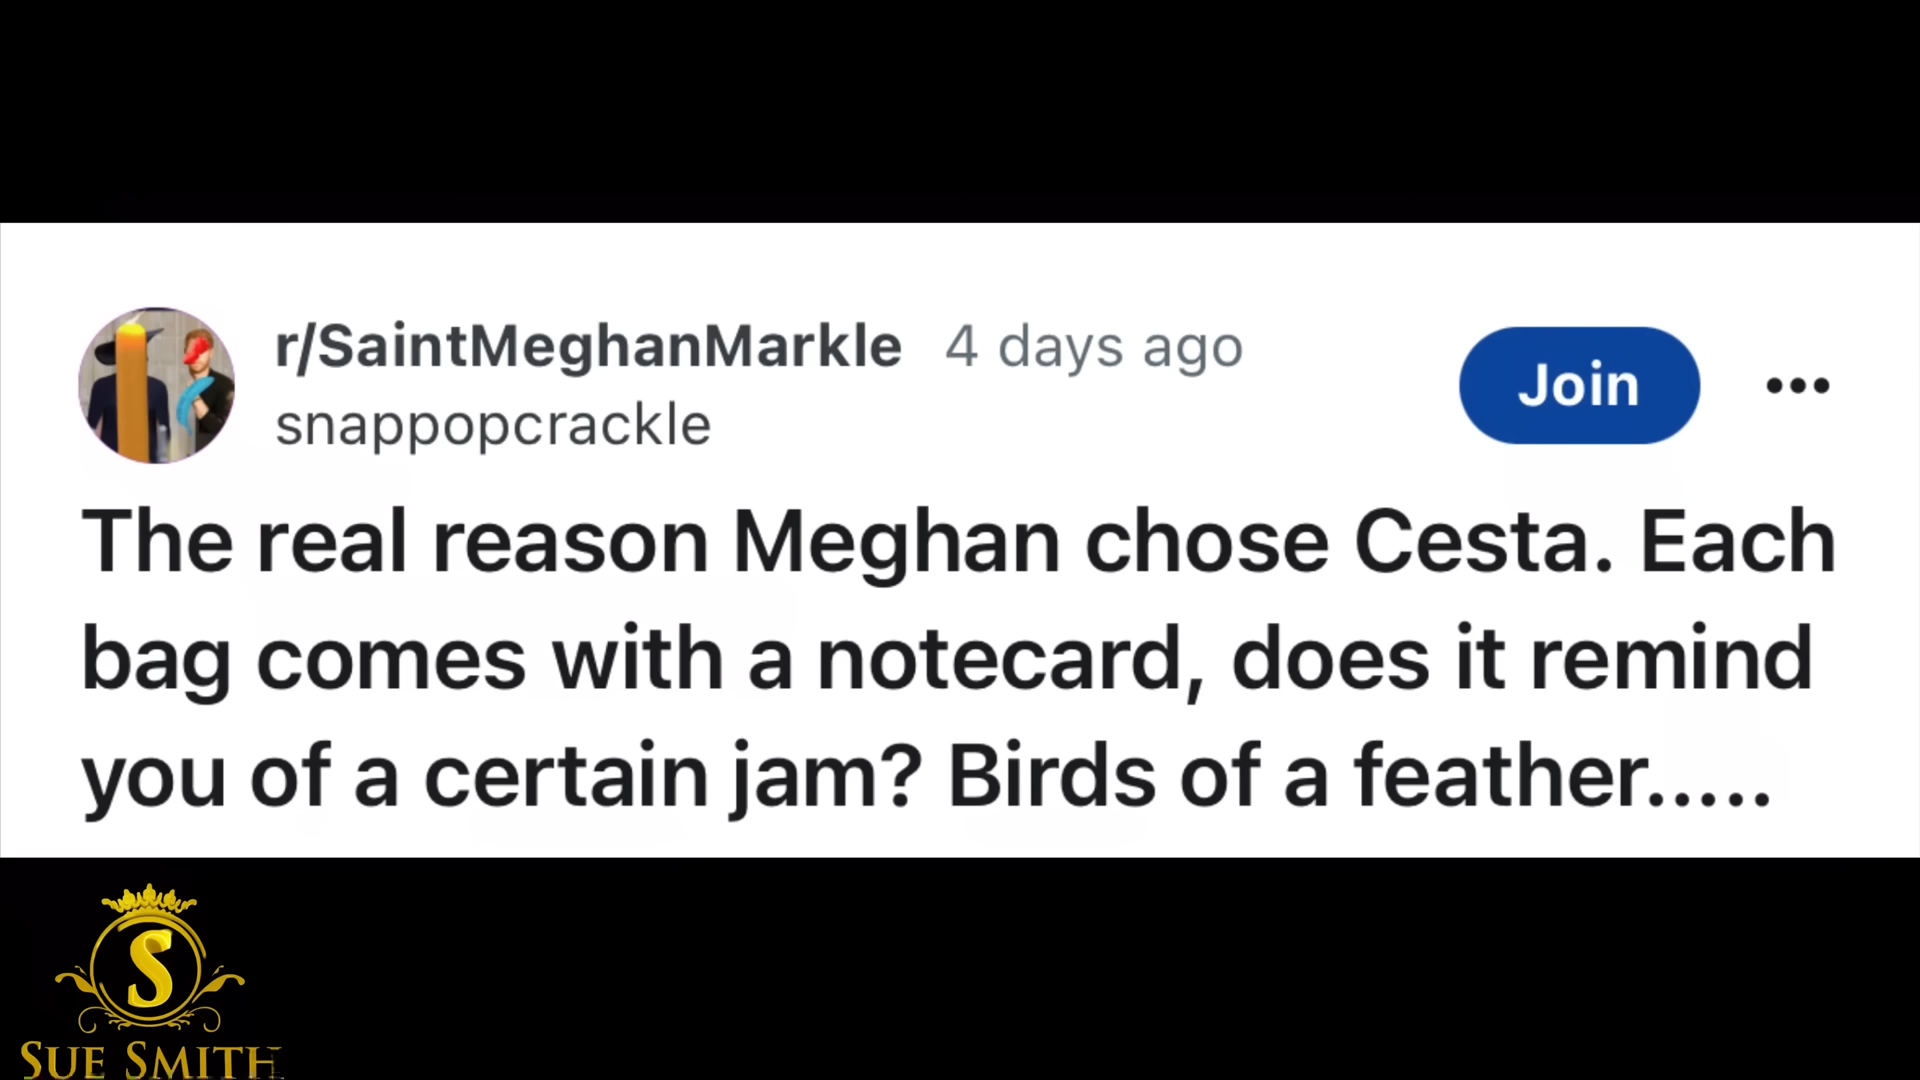 r/SaintMeghanMarkle 4 days ago
snappopcrackle
Join
The real reason Meghan chose Cesta. Each
bag comes with a notecard, does it remind
you of a certain jam? Birds of a feather.....
S
SUE SMITH